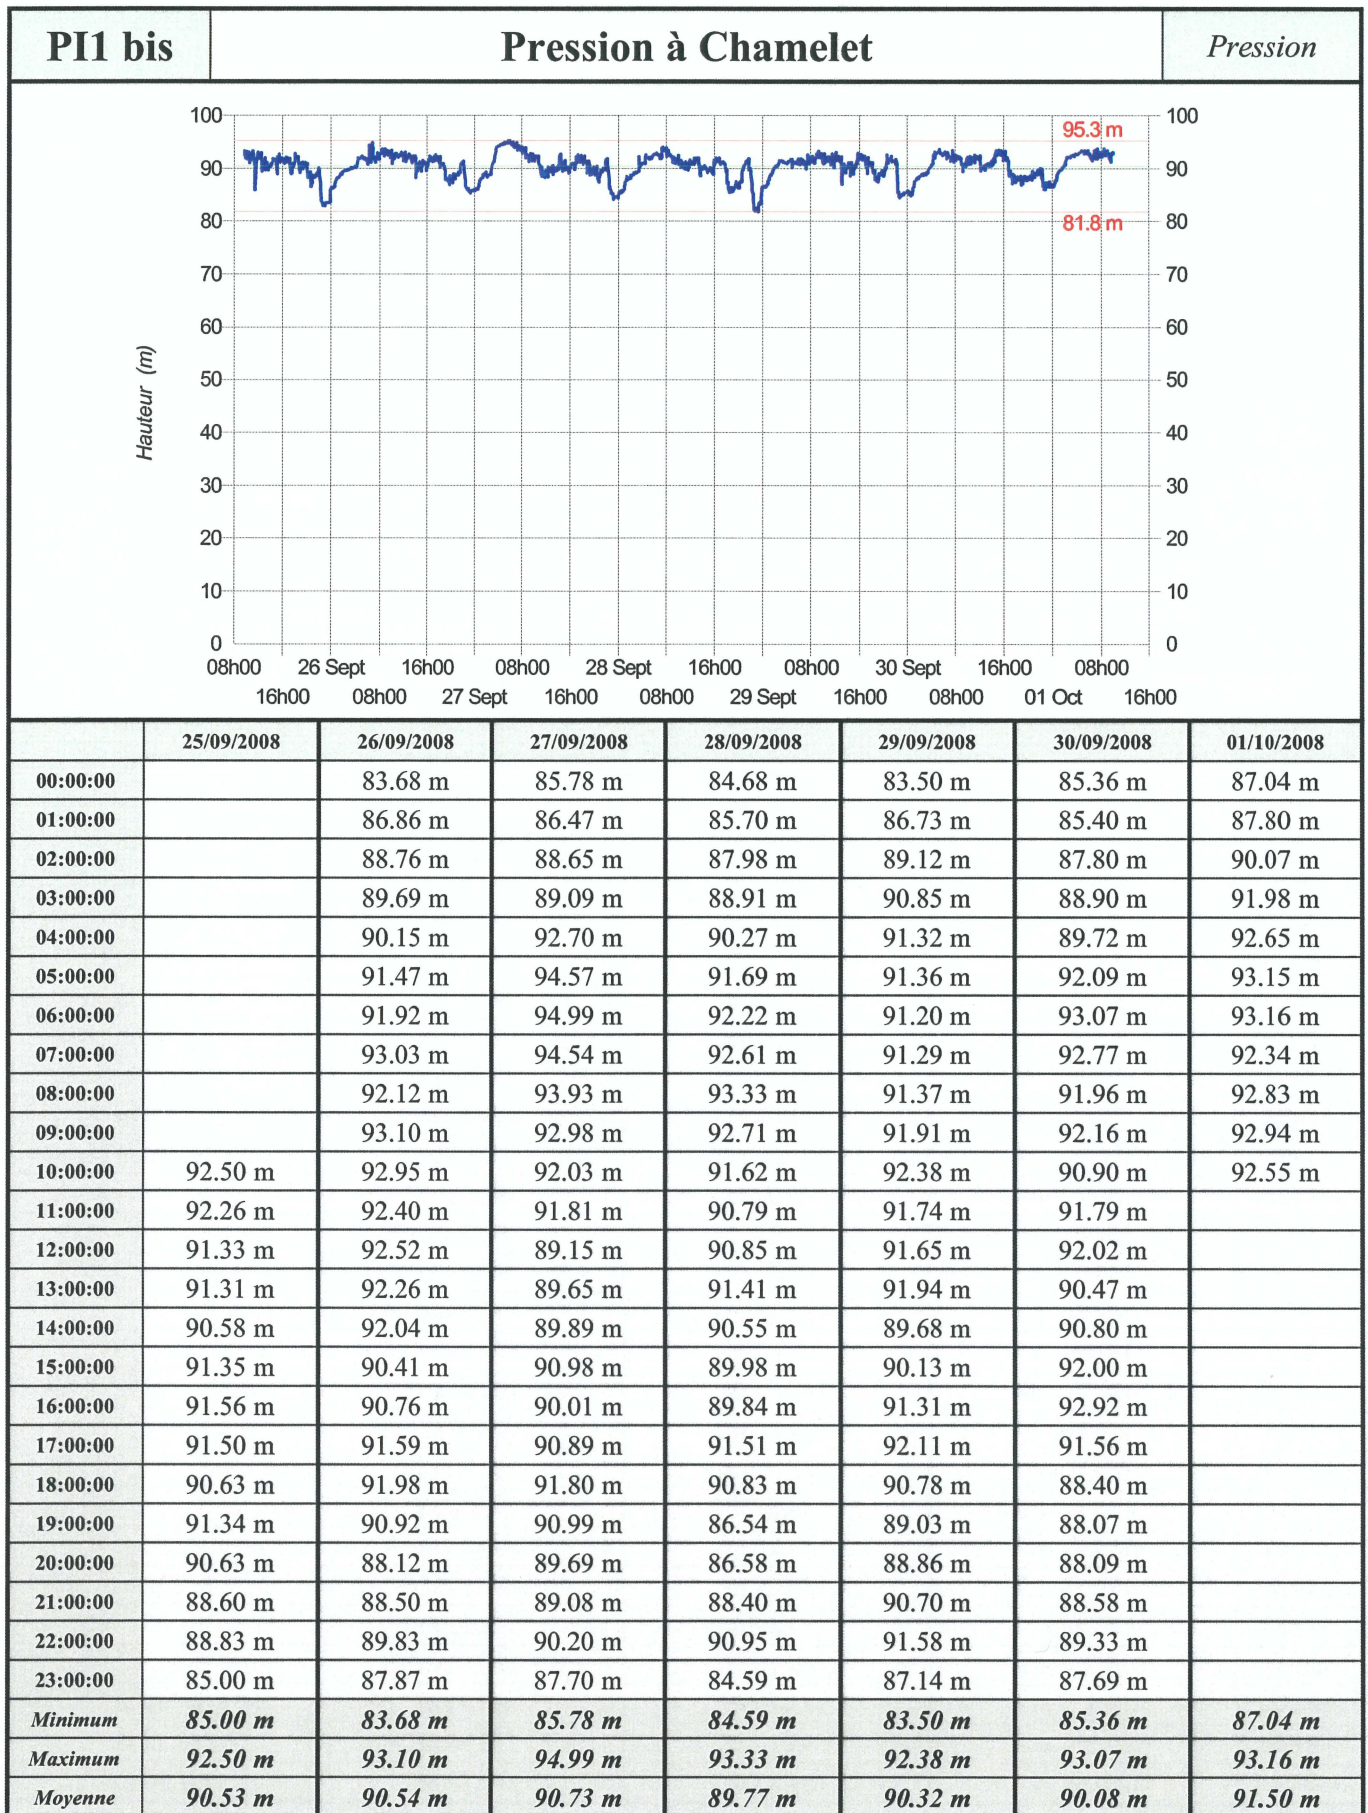 PI1 bis Pression à Chamelet Pression
100 100
95.3 m
90 90
80 80
81.8 m
70 70
60 60
Hauteur (m)
50 50
40 40
30 30
20 20
10 10
0 0
08h00 26 Sept 16h00 08h00 28 Sept 16h00 08h00 30 Sept 16h00 08h00
16h00 08h00 27 Sept 16h00 08h00 29 Sept 16h00 08h00 01 Oct 16h00
25/09/2008 26/09/2008 27/09/2008 28/09/2008 29/09/2008 30/09/2008 01/10/2008
00:00:00 83.68 m 85.78 m 84.68 m 83.50 m 85.36 m 87.04 m
01:00:00 86.86 m 86.47 m 85.70 m 86.73 m 85.40 m 87.80 m
02:00:00 88.76 m 88.65 m 87.98 m 89.12 m 87.80 m 90.07 m
03:00:00 89.69 m 89.09 m 88.91 m 90.85 m 88.90 m 91.98 m
04:00:00 90.15 m 92.70 m 90.27 m 91.32 m 89.72 m 92.65 m
05:00:00 91.47 m 94.57 m 91.69 m 91.36 m 92.09 m 93.15 m
06:00:00 91.92 m 94.99 m 92.22 m 91.20 m 93.07 m 93.16 m
07:00:00 93.03 m 94.54 m 92.61 m 91.29 m 92.77 m 92.34 m
08:00:00 92.12 m 93.93 m 93.33 m 91.37 m 91.96 m 92.83 m
09:00:00 93.10 m 92.98 m 92.71 m 91.91 m 92.16 m 92.94 m
10:00:00 92.50 m 92.95 m 92.03 m 91.62 m 92.38 m 90.90 m 92.55 m
11:00:00 92.26 m 92.40 m 91.81 m 90.79 m 91.74 m 91.79 m
12:00:00 91.33 m 92.52 m 89.15 m 90.85 m 91.65 m 92.02 m
13:00:00 91.31 m 92.26 m 89.65 m 91.41 m 91.94 m 90.47 m
14:00:00 90.58 m 92.04 m 89.89 m 90.55 m 89.68 m 90.80 m
15:00:00 91.35 m 90.41 m 90.98 m 89.98 m 90.13 m 92.00 m
16:00:00 91.56 m 90.76 m 90.01 m 89.84 m 91.31 m 92.92 m
17:00:00 91.50 m 91.59 m 90.89 m 91.51 m 92.11 m 91.56 m
18:00:00 90.63 m 91.98 m 91.80 m 90.83 m 90.78 m 88.40 m
19:00:00 91.34 m 90.92 m 90.99 m 86.54 m 89.03 m 88.07 m
20:00:00 90.63 m 88.12 m 89.69 m 86.58 m 88.86 m 88.09 m
21:00:00 88.60 m 88.50 m 89.08 m 88.40 m 90.70 m 88.58 m
22:00:00 88.83 m 89.83 m 90.20 m 90.95 m 91.58 m 89.33 m
23:00:00 85.00 m 87.87 m 87.70 m 84.59 m 87.14 m 87.69 m
Minimum 85.00 m 83.68 m 85.78 m 84.59 m 83.50 m 85.36 m 87.04 m
Maximum 92.50 m 93.10 m 94.99 m 93.33 m 92.38 m 93.07 m 93.16 m
Moyenne 90.53 m 90.54 m 90.73 m 89.77 m 90.32 m 90.08 m 91.50 m